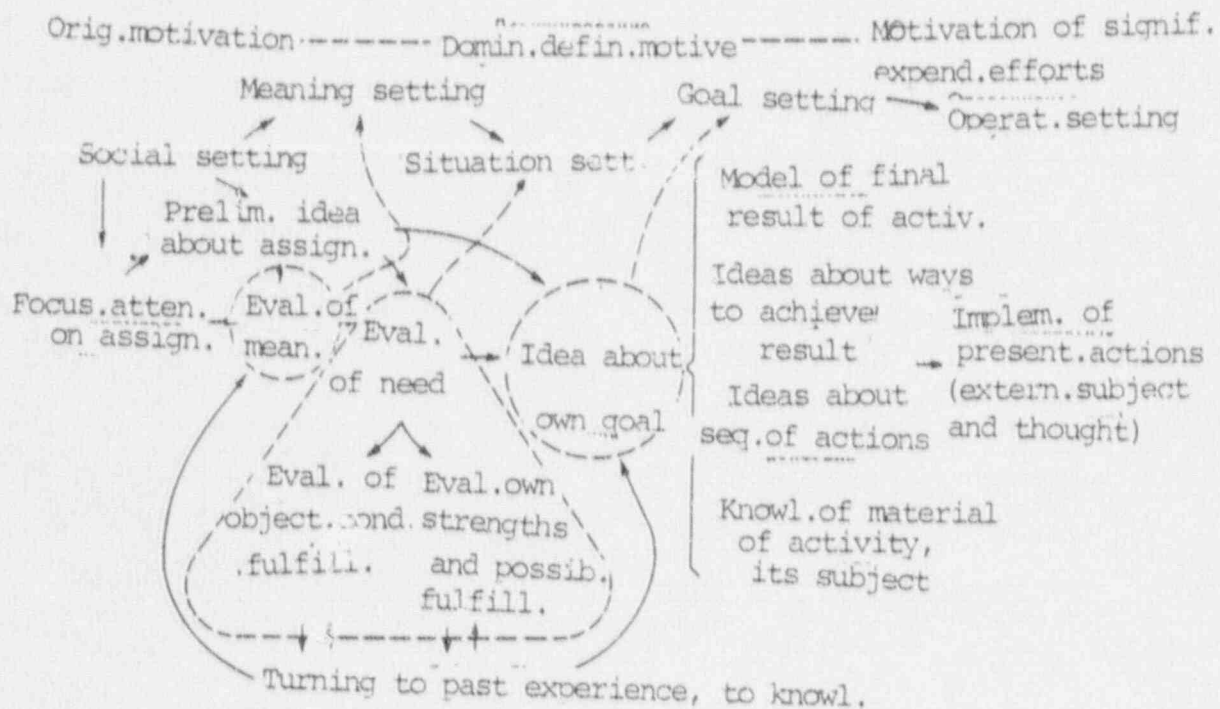 Orig.motivation Domin.defin.motive Motivation of signif.
expend.efforts
Meaning setting Goal setting
Operat.setting
Social setting Situation sett.
Model of final
result of activ.
Prelim. idea
about assign.
Ideas about ways
to achieve
result
Focus.atten.
on assign.
Eval.of
mean.
Eval.
of need
Idea about
own goal
Implem. of
present.actions
(extern.subject
and thought)
Ideas about
seq.of actions
Eval. of
object.cond.
fulfill.
Eval.own
strengths
and possib.
fulfill.
Knowl.of material
of activity,
its subject
Turning to past experience, to knowl.